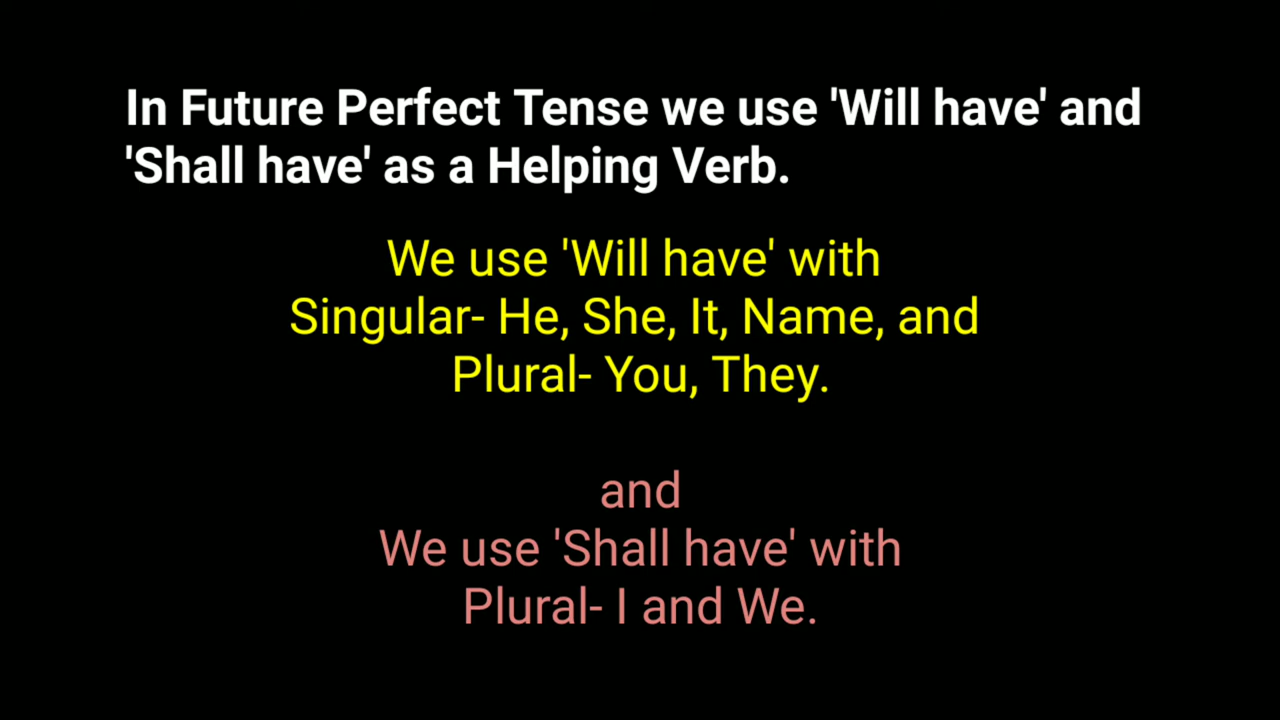 In Future Perfect Tense we use 'Will have' and
'Shall have' as a Helping Verb.
We use 'Will have' with
Singular- He, She, It, Name, and
Plural- You, They.
and
We use 'Shall have' with
Plural- I and We.